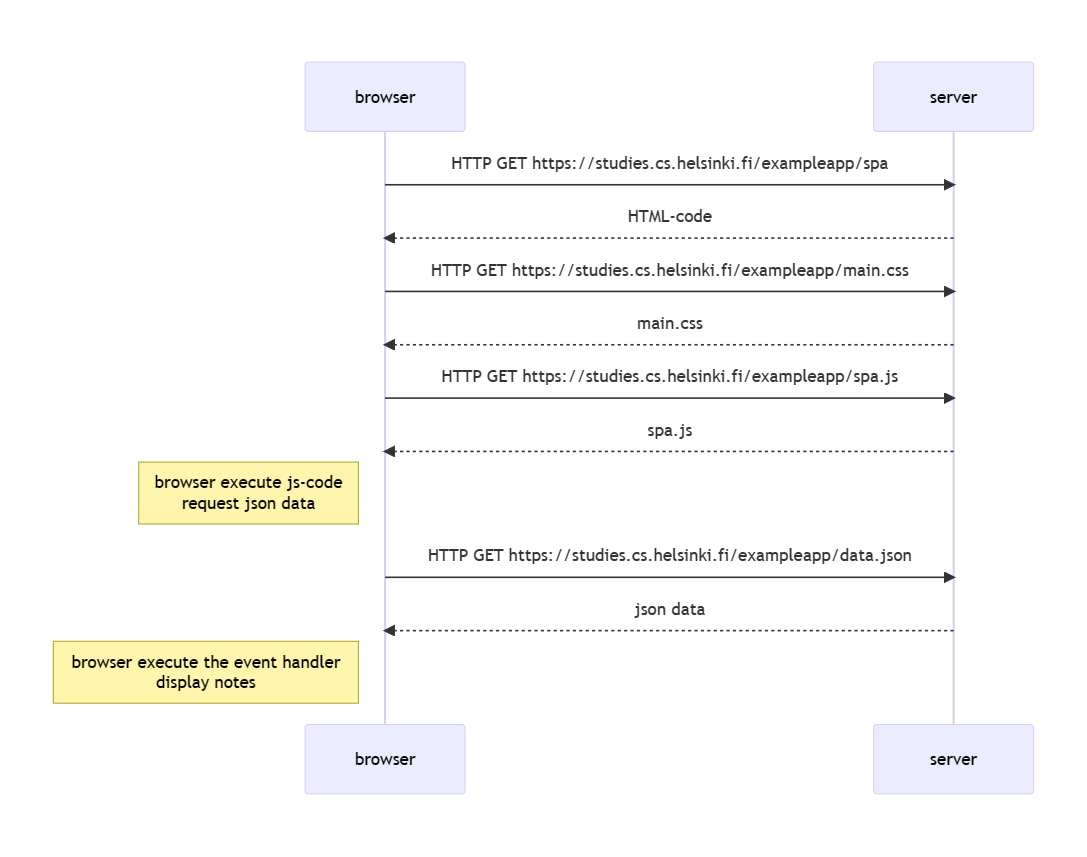 browser
server
HTTP GET https://studies.cs.helsinki.fi/exampleapp/spa
HTML-code
HTTP GET https://studies.cs.helsinki.fi/exampleapp/main.css
main.css
HTTP GET https://studies.cs.helsinki.fi/exampleapp/spa.js
spa.js
browser execute js-code
request json data
HTTP GET https://studies.cs.helsinki.fi/exampleapp/data.json
json data
browser execute the event handler
display notes
browser
server